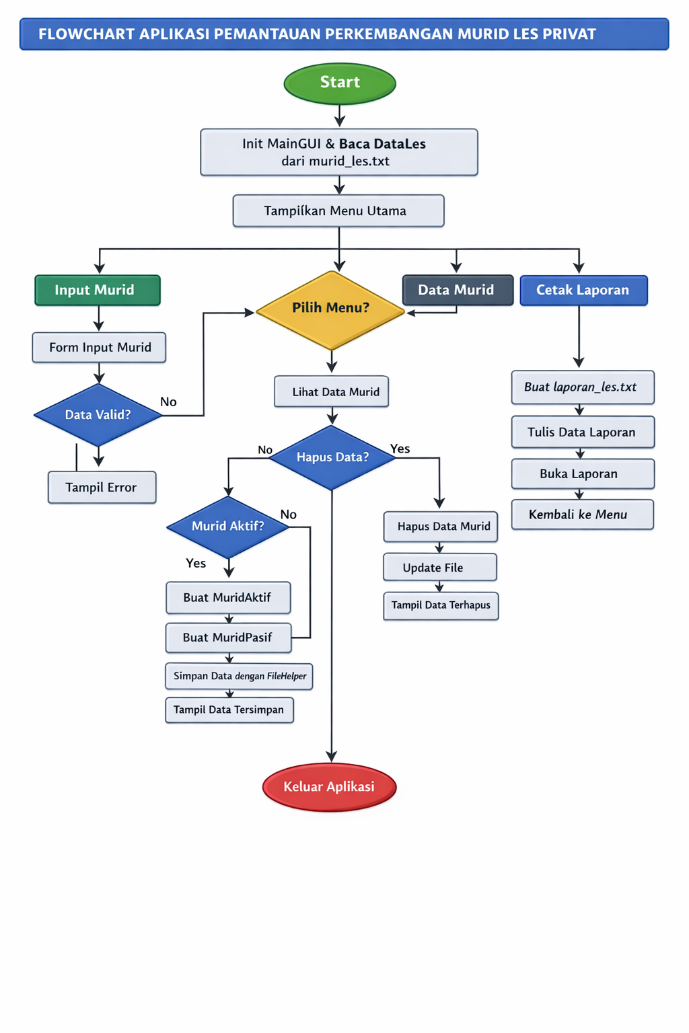 FLOWCHART APLIKASI PEMANTAUAN PERKEMBANGAN MURID LES PRIVAT
Start
Init MainGUI & Baca DataLes
dari murid_les.txt
Tampilkan Menu Utama
Input Murid
Pilih Menu?
Data Murid
Cetak Laporan
Form Input Murid
Data Valid?
No
Tampil Error
Lihat Data Murid
Hapus Data?
No
Yes
Murid Aktif?
No
Yes
Buat MuridAktif
Buat MuridPasif
Simpan Data dengan FileHelper
Tampil Data Tersimpan
Hapus Data Murid
Update File
Tampil Data Terhapus
Buat laporan_les.txt
Tulis Data Laporan
Buka Laporan
Kembali ke Menu
Keluar Aplikasi